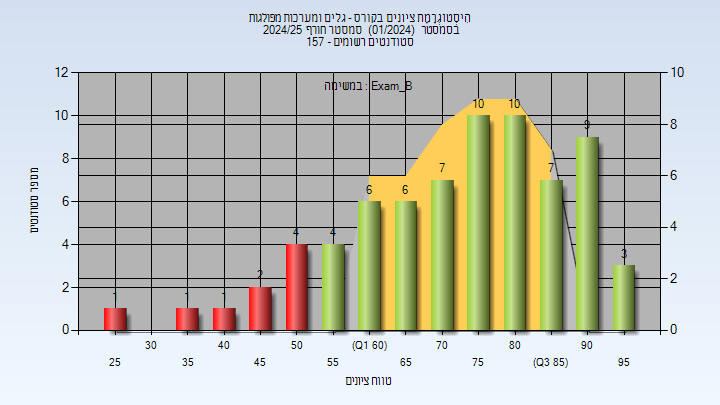 היסטוגרמת ציונים בקורס - גלים ומערכות מפולגות
בסמסטר (01/2024) סמסטר חורף 2024/25
סטודנטים רשומים - 157
במשימה : Exam_B
מספר סטודנטים
12 10 8 6 4 2 0
10 8 6 4 2 0
1 1 1 2 4 4 6 6 7 10 10 7 9 3
30 40 50 (Q1 60) 70 80 90
25 35 45 55 65 75 (Q3 85) 95
טווח ציונים